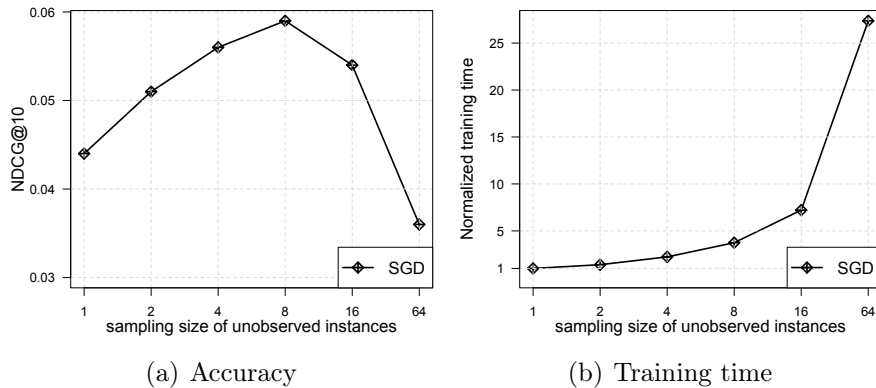 0.06
0.05
0.04
0.03
NDCG@10
SGD
1 2 4 8 16 64
sampling size of unobserved instances
(a) Accuracy
25
20
15
10
5
1
Normalized training time
SGD
1 2 4 8 16 64
sampling size of unobserved instances
(b) Training time